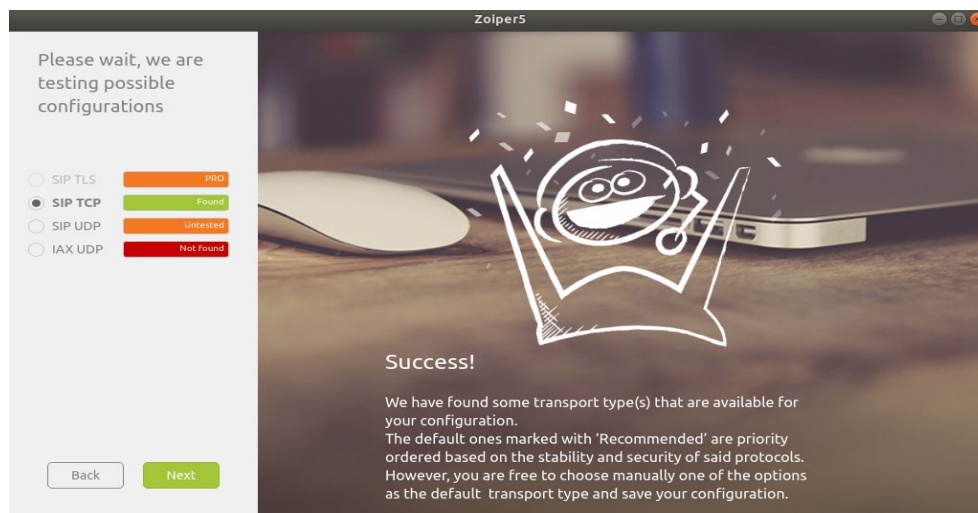 Zoiper5
Please wait, we are
testing possible
configurations
SIP TLS PRO
SIP TCP Found
SIP UDP Untested
IAX UDP Not Found
Success!
We have found some transport type(s) that are available for
your configuration.
The default ones marked with ‘Recommended’ are priority
ordered based on the stability and security of said protocols.
However, you are free to choose manually one of the options
as the default transport type and save your configuration.
Back Next